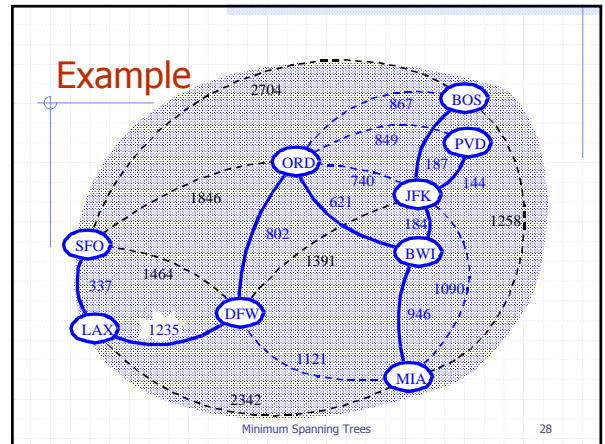 Example
2704
867
BOS
849
PVD
ORD
187
740
144
1846
621
JFK
802
184
1258
SFO
1391
BWI
1464
337
1090
DFW
946
LAX
1235
1121
MIA
2342
Minimum Spanning Trees
28